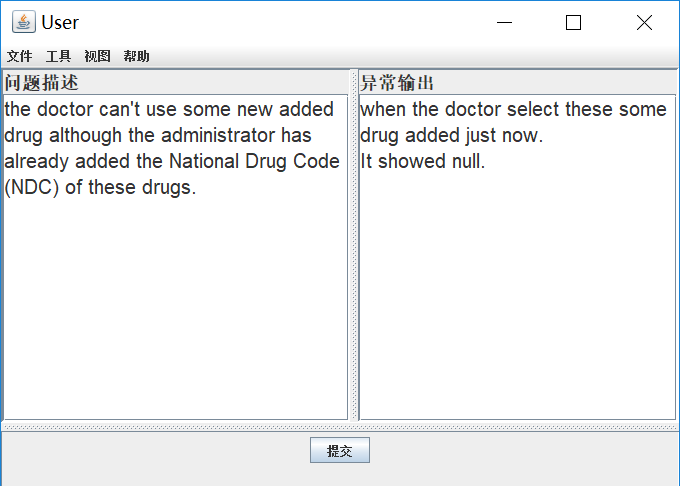 User
文件 工具 视图 帮助
问题描述
the doctor can't use some new added
drug although the administrator has
already added the National Drug Code
(NDC) of these drugs.
异常输出
when the doctor select these some
drug added just now.
It showed null.
提交